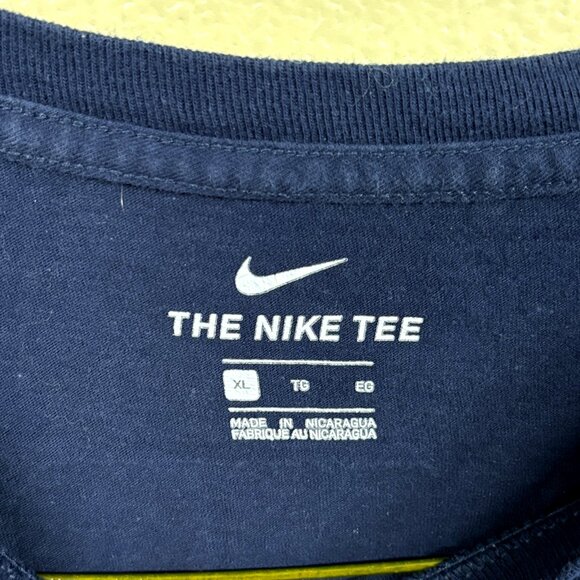 THE NIKE TEE
XL TG EG
MADE IN NICARAGUA
FABRIQUE AU NICARAGUA